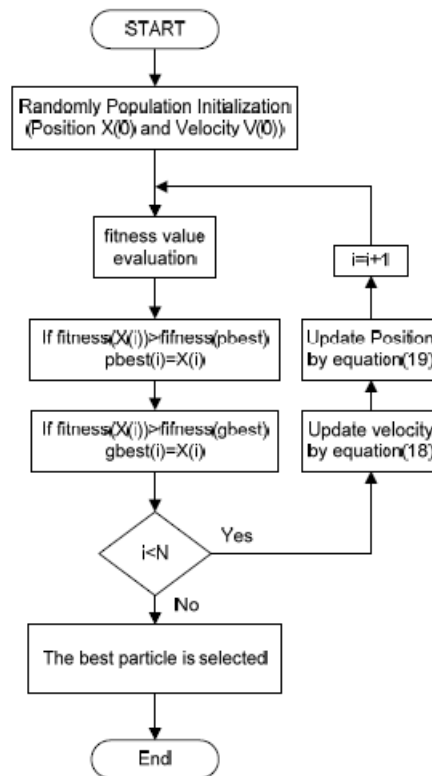 START
Randomly Population Initialization
(Position X(0) and Velocity V(0))
fitness value
evaluation
i=i+1
If fitness(X(i))>fifness(pbest)
pbest(i)=X(i)
Update Position
by equation(19)
If fitness(X(i))>fifness(gbest)
gbest(i)=X(i)
Update velocity
by equation(18)
i<N
Yes
No
The best particle is selected
End